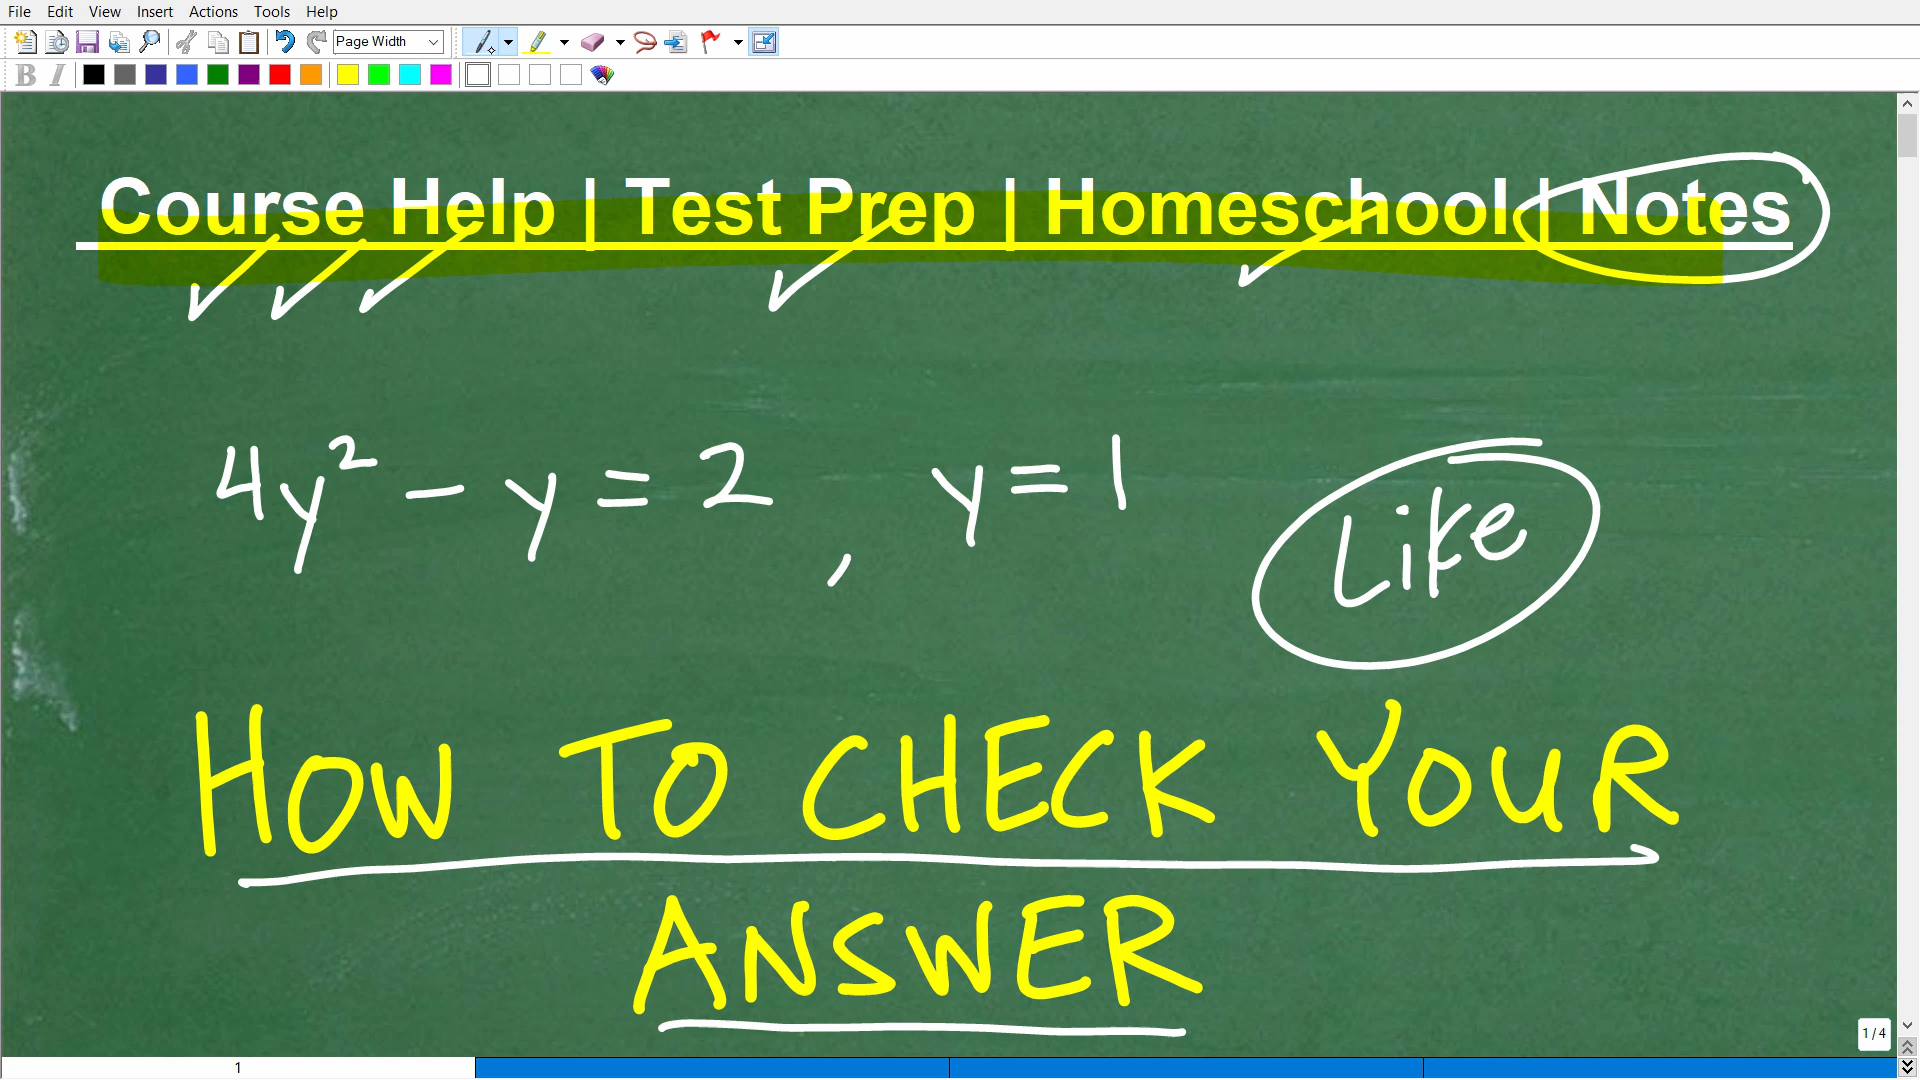 File Edit View Insert Actions Tools Help
Page Width
B I
Course Help | Test Prep | Homeschool | Notes
4y² - y = 2 , y = 1
Like
HOW TO CHECK YOUR
ANSWER
1 / 4
1